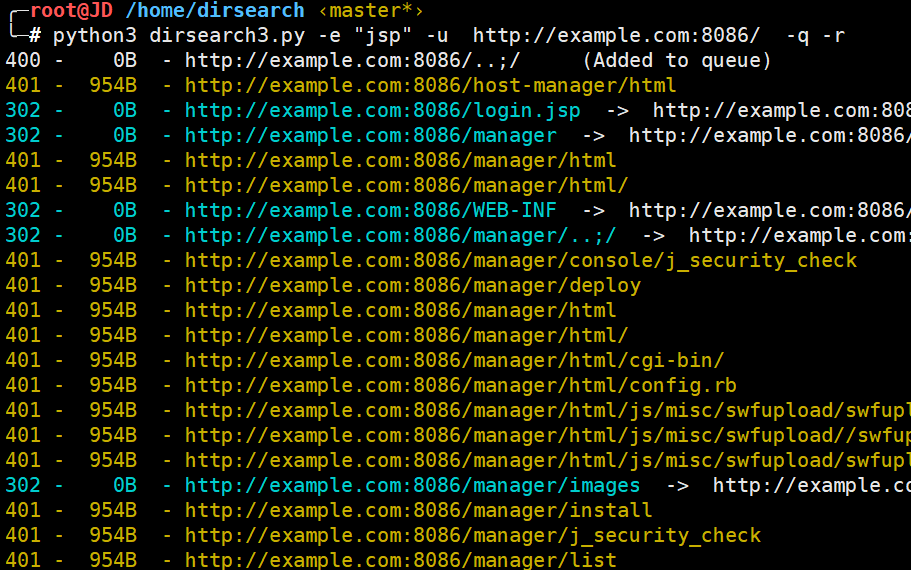 root@JD /home/dirsearch ‹master*›
# python3 dirsearch3.py -e "jsp" -u  http://example.com:8086/  -q -r
400 -    0B  - http://example.com:8086/..;/     (Added to queue)
401 -  954B  - http://example.com:8086/host-manager/html
302 -    0B  - http://example.com:8086/login.jsp  ->  http://example.com:808
302 -    0B  - http://example.com:8086/manager  ->  http://example.com:8086/
401 -  954B  - http://example.com:8086/manager/html
401 -  954B  - http://example.com:8086/manager/html/
302 -    0B  - http://example.com:8086/WEB-INF  ->  http://example.com:8086/
302 -    0B  - http://example.com:8086/manager/..;/  ->  http://example.com:
401 -  954B  - http://example.com:8086/manager/console/j_security_check
401 -  954B  - http://example.com:8086/manager/deploy
401 -  954B  - http://example.com:8086/manager/html
401 -  954B  - http://example.com:8086/manager/html/
401 -  954B  - http://example.com:8086/manager/html/cgi-bin/
401 -  954B  - http://example.com:8086/manager/html/config.rb
401 -  954B  - http://example.com:8086/manager/html/js/misc/swfupload/swfupl
401 -  954B  - http://example.com:8086/manager/html/js/misc/swfupload//swfup
401 -  954B  - http://example.com:8086/manager/html/js/misc/swfupload/swfupl
302 -    0B  - http://example.com:8086/manager/images  ->  http://example.co
401 -  954B  - http://example.com:8086/manager/install
401 -  954B  - http://example.com:8086/manager/j_security_check
401 -  954B  - http://example.com:8086/manager/list